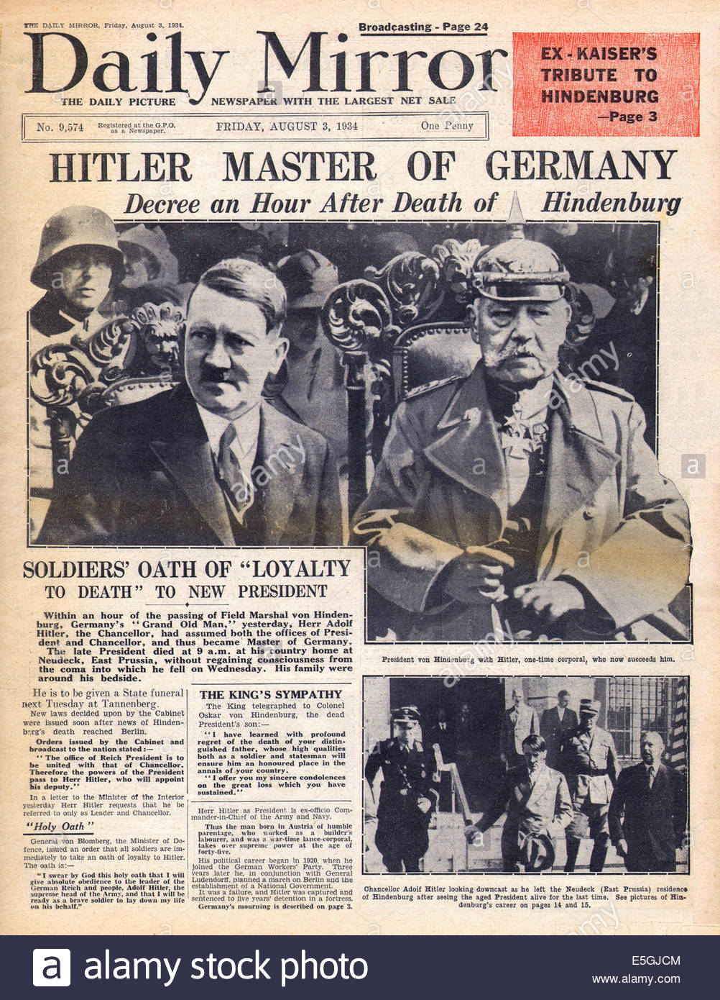 THE DAILY MIRROR, Friday, August 3, 1934.
Broadcasting - Page 24
Daily Mirror
THE DAILY PICTURE NEWSPAPER WITH THE LARGEST NET SALE
EX-KAISER'S
TRIBUTE TO
HINDENBURG
—Page 3
No. 9,574
Registered at the G.P.O.
as a Newspaper.
FRIDAY, AUGUST 3, 1934
One Penny
HITLER MASTER OF GERMANY
Decree an Hour After Death of Hindenburg
SOLDIERS' OATH OF "LOYALTY
TO DEATH" TO NEW PRESIDENT
Within an hour of the passing of Field Marshal von Hinden-
burg, Germany's "Grand Old Man," yesterday, Herr Adolf
Hitler, the Chancellor, had assumed both the offices of Presi-
dent and Chancellor, and thus became Master of Germany.
The late President died at 9 a.m. at his country home at
Neudeck, East Prussia, without regaining consciousness from
the coma into which he fell on Wednesday. His family were
around his bedside.
He is to be given a State funeral
next Tuesday at Tannenberg.
New laws decided upon by the Cabinet
were issued soon after news of Hinden-
burg's death reached Berlin.
Orders issued by the Cabinet and
broadcast to the nation stated :—
"The office of Reich President is to
be united with that of Chancellor.
Therefore the powers of the President
pass to Herr Hitler, who will appoint
his deputy."
In a letter to the Minister of the Interior
yesterday Herr Hitler requests that he be
referred to only as Leader and Chancellor.
"Holy Oath"
General von Blomberg, the Minister of De-
fence, issued an order that all soldiers are im-
mediately to take an oath of loyalty to Hitler.
The oath is:—
"I swear by God this holy oath that I will
give absolute obedience to the leader of the
German Reich and people, Adolf Hitler, the
supreme head of the Army, and that I will be
ready as a brave soldier to lay down my life
on his behalf."
THE KING'S SYMPATHY
The King telegraphed to Colonel
Oskar von Hindenburg, the dead
President's son:—
"I have learned with profound
regret of the death of your distin-
guished father, whose high qualities
both as a soldier and statesman will
ensure him an honoured place in the
annals of your country.
"I offer you my sincere condolences
on the great loss which you have
sustained."
Herr Hitler as President is ex-officio Com-
mander-in-Chief of the Army and Navy.
Thus the man born in Austria of humble
parentage, who worked as a builder's
labourer, and was a war-time lance-corporal,
takes over supreme power at the age of
forty-five.
His political career began in 1920, when he
joined the German Workers' Party. Three
years later he, in conjunction with General
Ludendorff, planned a march on Berlin and the
establishment of a National Government.
It was a failure, and Hitler was captured and
sentenced to five years' detention in a fortress.
Germany's mourning is described on page 3.
President von Hindenburg with Hitler, one-time corporal, who now succeeds him.
Chancellor Adolf Hitler looking downcast as he left the Neudeck (East Prussia) residence
of Hindenburg after seeing the aged President alive for the last time. See pictures of Hin-
denburg's career on pages 14 and 15.
a alamy stock photo
E5GJCM
www.alamy.com